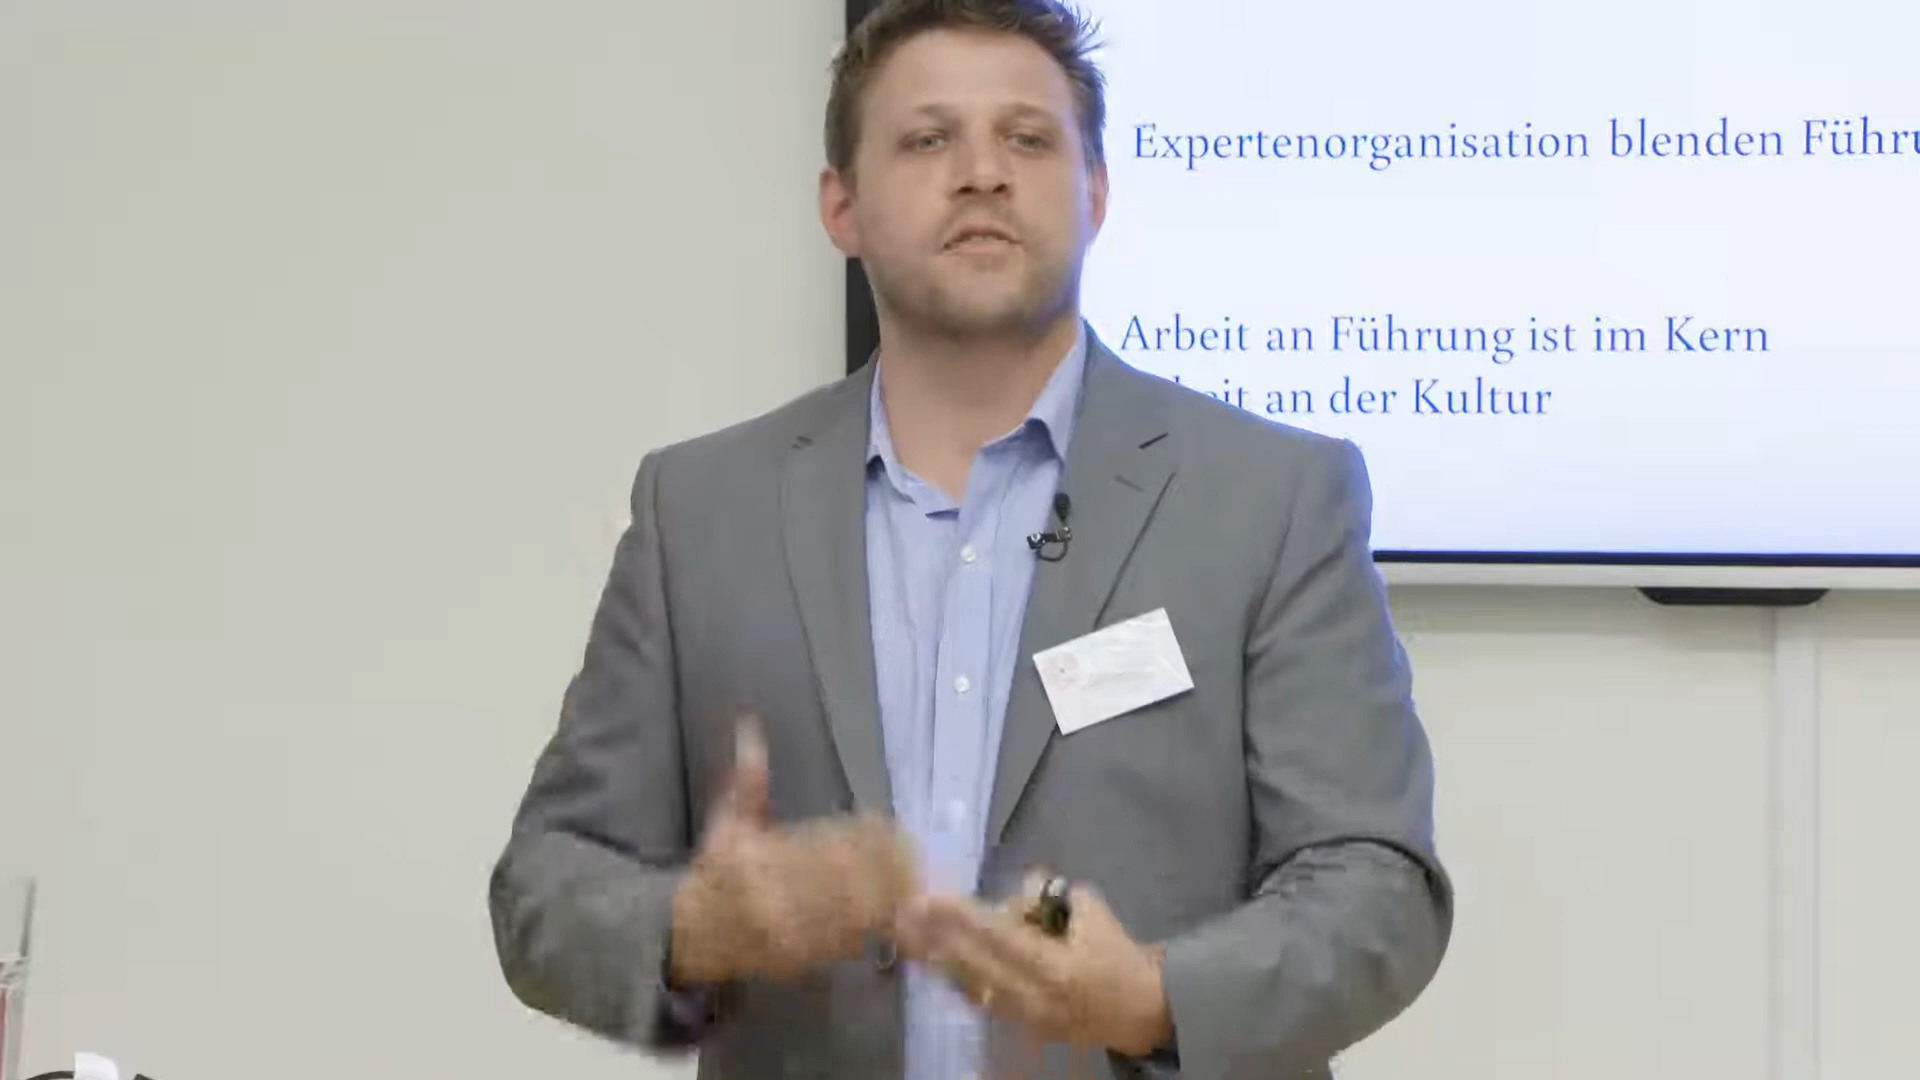 Expertenorganisation blenden
Arbeit an Führung ist im Kern
an der Kultur